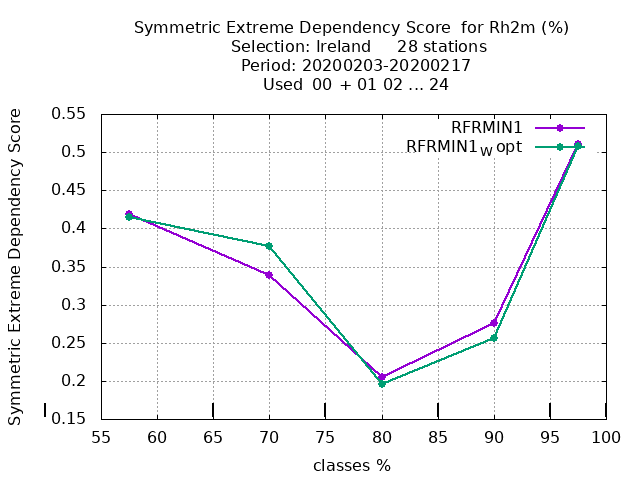 Symmetric Extreme Dependency Score for Rh2m (%)
Selection: Ireland 28 stations
Period: 20200203-20200217
Used 00 + 01 02 ... 24
Symmetric Extreme Dependency Score
0.55
0.5
0.45
0.4
0.35
0.3
0.25
0.2
0.15
RFRMIN1
RFRMIN1W opt
55 60 65 70 75 80 85 90 95 100
classes %